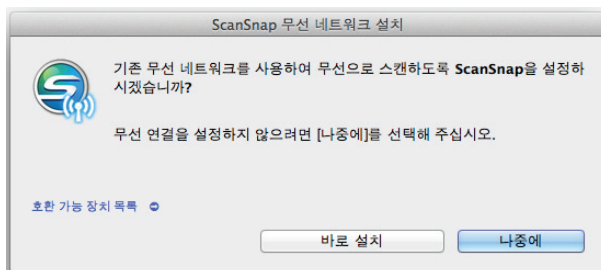 ScanSnap 무선 네트워크 설치
기존 무선 네트워크를 사용하여 무선으로 스캔하도록 ScanSnap을 설정하
시겠습니까?
무선 연결을 설정하지 않으려면 [나중에]를 선택해 주십시오.
호환 가능 장치 목록
바로 설치
나중에